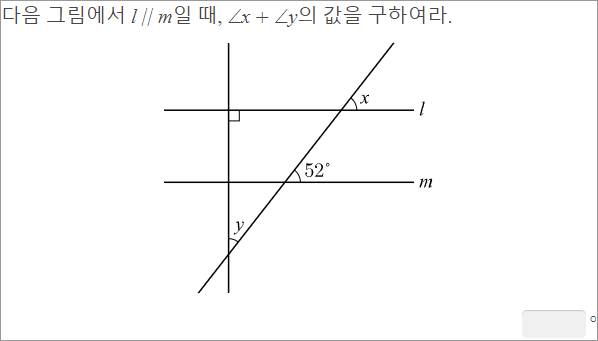 다음 그림에서 l // m일 때, ∠x + ∠y의 값을 구하여라.
x
l
52°
m
y
°